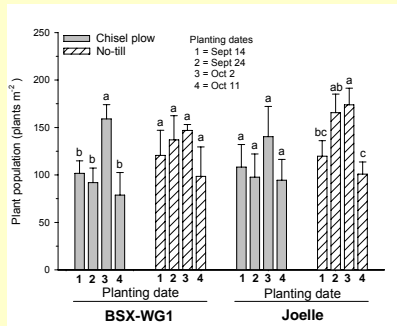 Chisel plow
No-till
Planting dates
1 = Sept 14
2 = Sept 24
3 = Oct 2
4 = Oct 11
Plant population (plants m-2)
250
200
150
100
50
0
b b a b
a a a a
a a a a
bc ab a c
1 2 3 4 1 2 3 4 1 2 3 4 1 2 3 4
Planting date Planting date
BSX-WG1 Joelle